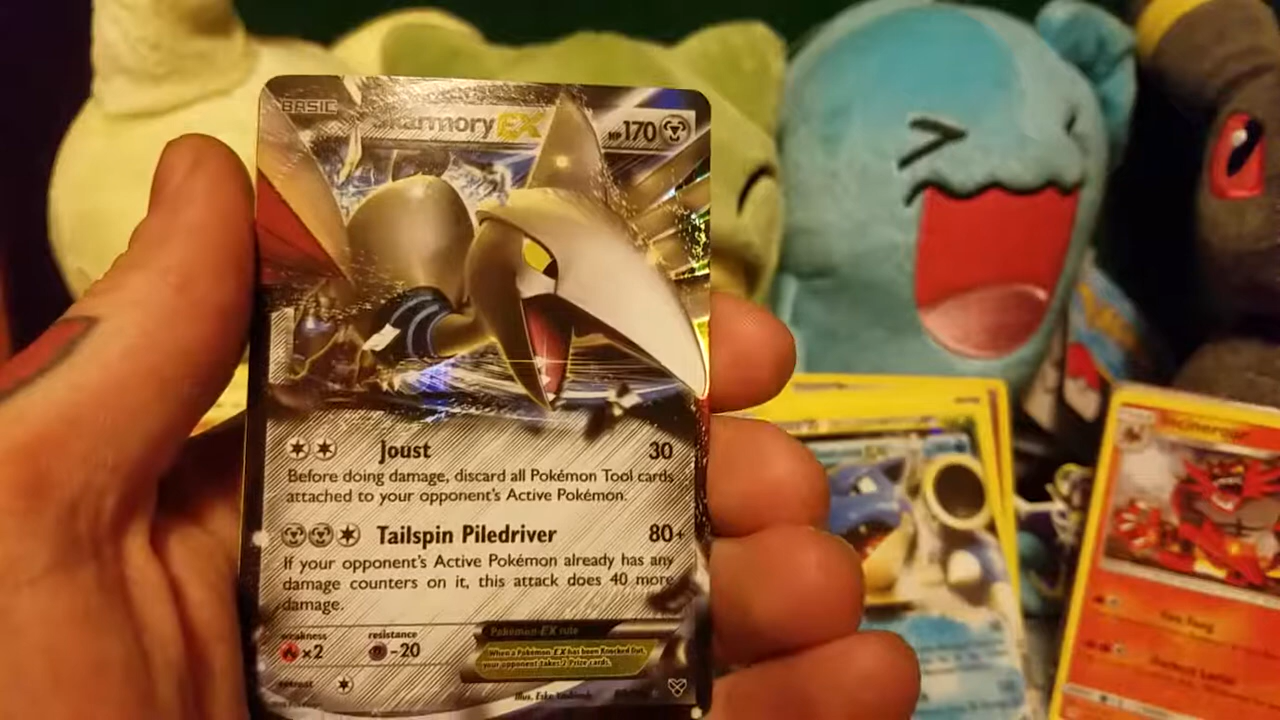 BASIC
Skarmory EX HP170
Joust 30
Before doing damage, discard all Pokémon Tool cards
attached to your opponent's Active Pokémon.
Tailspin Piledriver 80+
If your opponent's Active Pokémon already has any
damage counters on it, this attack does 40 more
damage.
weakness resistance
×2 -20
Pokémon-EX rule
When a Pokémon-EX has been Knocked Out,
your opponent takes 2 Prize cards.
retreat
Illus. Eske
Incineroar